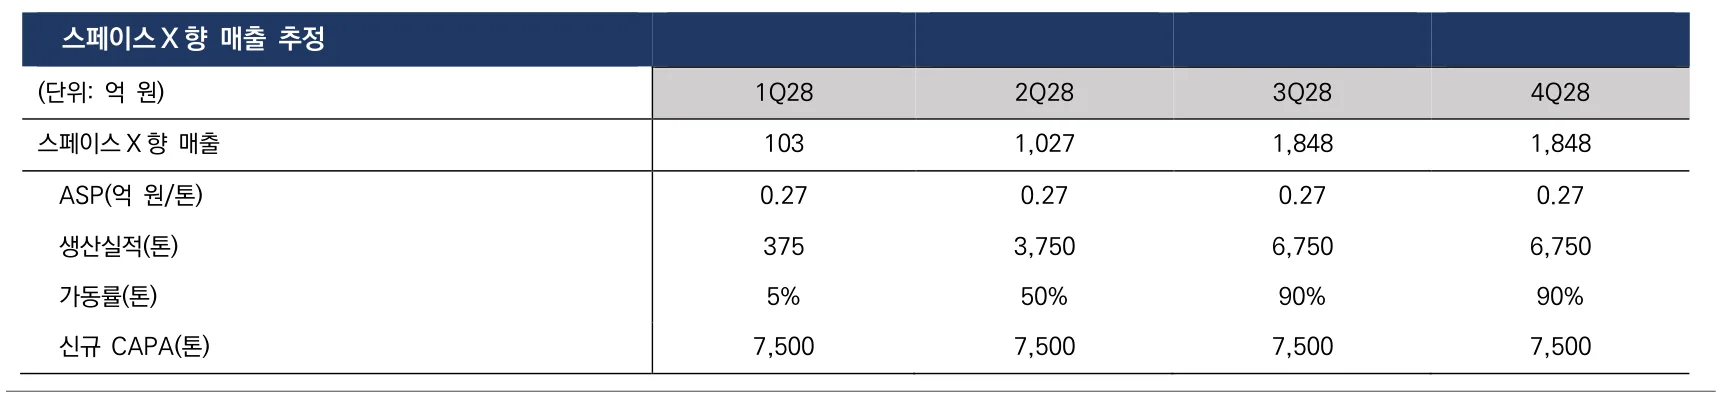 스페이스X향 매출 추정
(단위: 억 원) 1Q28 2Q28 3Q28 4Q28
스페이스X향 매출 103 1,027 1,848 1,848
ASP(억 원/톤) 0.27 0.27 0.27 0.27
생산실적(톤) 375 3,750 6,750 6,750
가동률(톤) 5% 50% 90% 90%
신규 CAPA(톤) 7,500 7,500 7,500 7,500